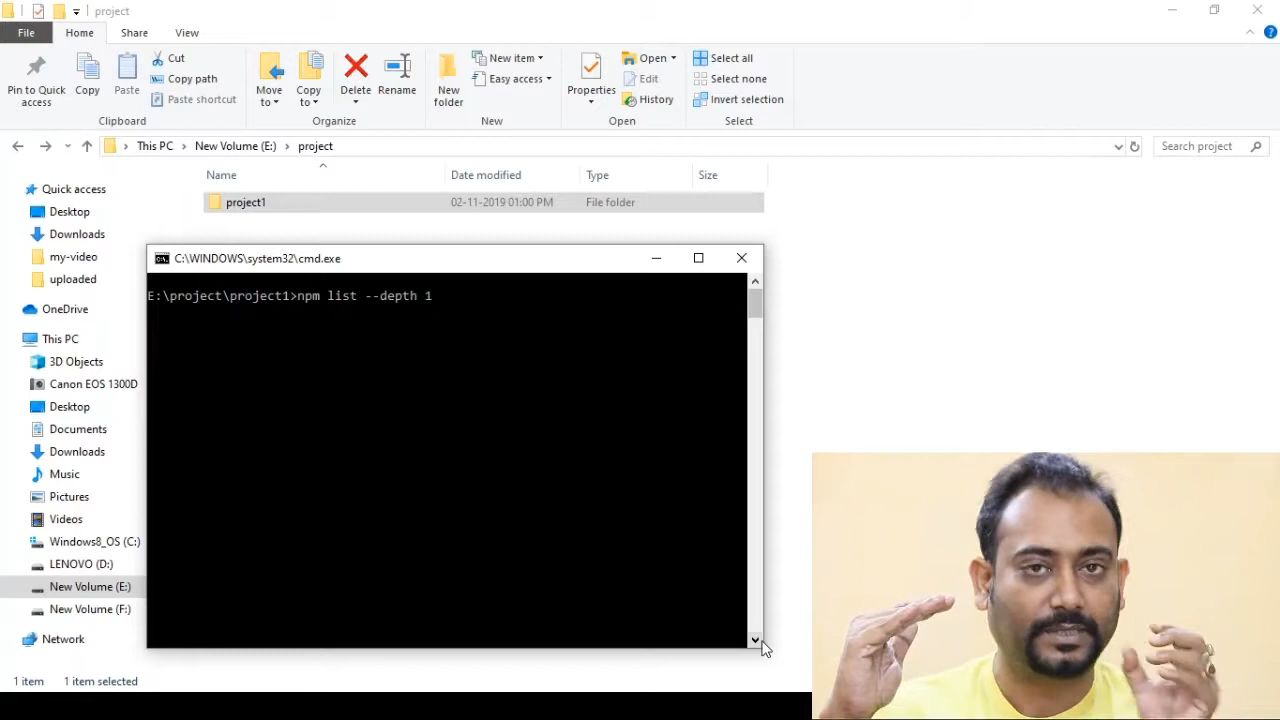 project
File
Home
Share
View
Pin to Quick access
Copy
Paste
Cut
Copy path
Paste shortcut
Clipboard
Move to
Copy to
Delete
Rename
Organize
New folder
New item
Easy access
New
Properties
Open
Edit
History
Open
Select all
Select none
Invert selection
Select
This PC > New Volume (E:) > project
Search project
Name
Date modified
Type
Size
project1
02-11-2019 01:00 PM
File folder
Quick access
Desktop
Downloads
my-video
uploaded
OneDrive
This PC
3D Objects
Canon EOS 1300D
Desktop
Documents
Downloads
Music
Pictures
Videos
Windows8_OS (C:)
LENOVO (D:)
New Volume (E:)
New Volume (F:)
Network
C:\WINDOWS\system32\cmd.exe
E:\project\project1>npm list --depth 1
1 item
1 item selected